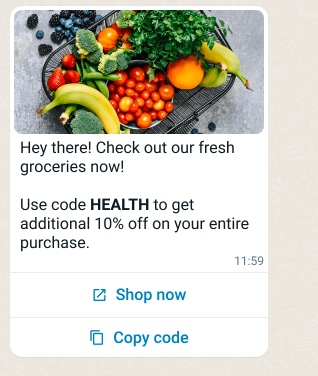 Hey there! Check out our fresh
groceries now!
Use code HEALTH to get
additional 10% off on your entire
purchase.
11:59
Shop now
Copy code